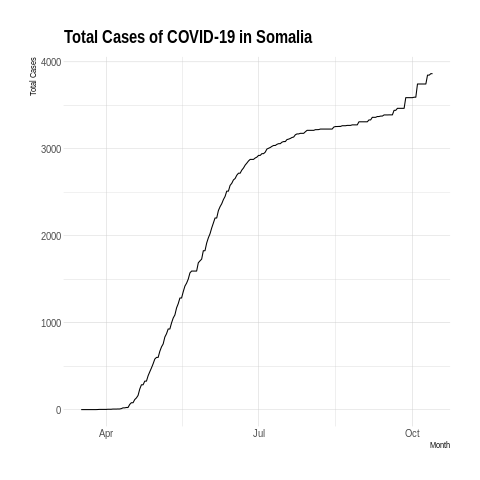 Total Cases of COVID-19 in Somalia
Total Cases
4000
3000
2000
1000
0
Apr
Jul
Oct
Month